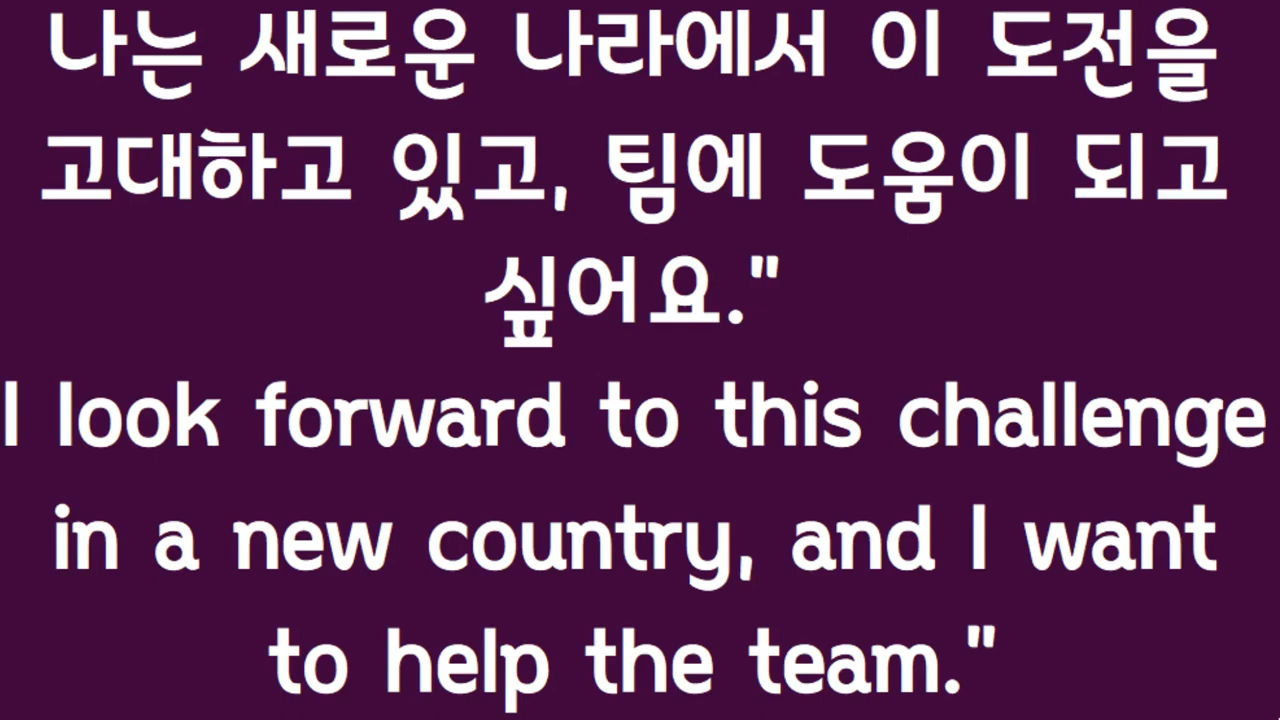 나는 새로운 나라에서 이 도전을
고대하고 있고, 팀에 도움이 되고
싶어요."
I look forward to this challenge
in a new country, and I want
to help the team."